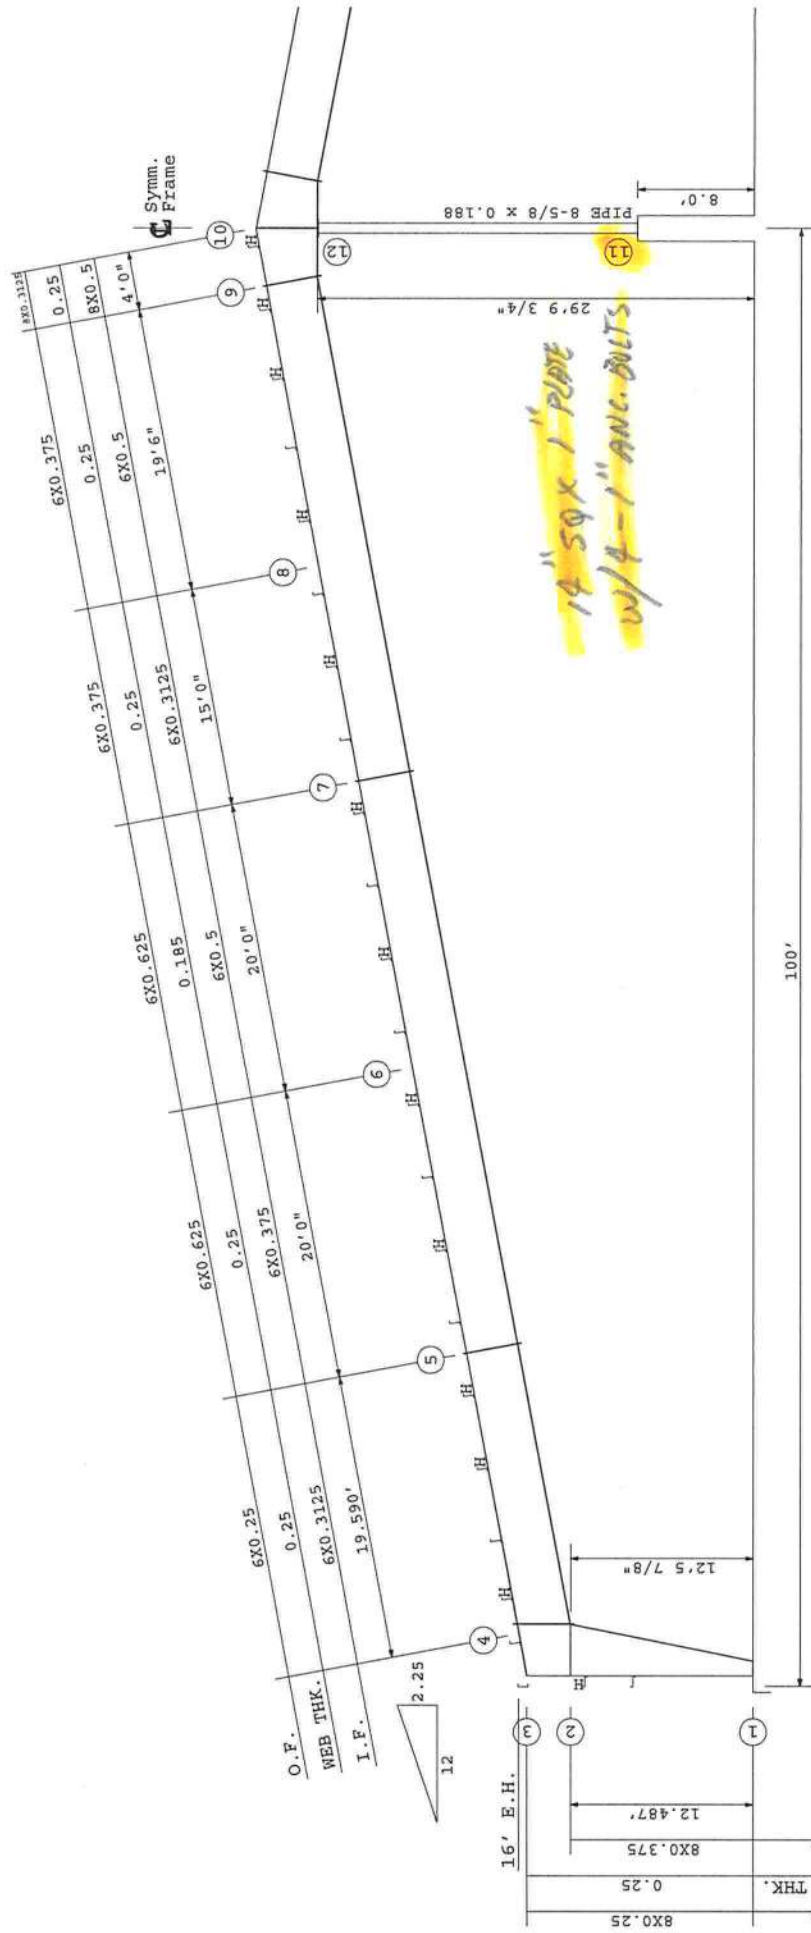 O.F.
6X0.25
6X0.625
6X0.625
6X0.375
6X0.375
8X0.3125
WEB THK.
0.25
0.25
0.185
0.25
0.25
0.25
I.F.
6X0.3125
6X0.375
6X0.5
6X0.3125
6X0.5
8X0.5
19.590'
20'0"
20'0"
15'0"
19'6"
4'0"
12
2.25
4
5
6
7
8
9
10
℄ Symm.
Frame
16' E.H.
3
2
1
H
H
H
H
H
H
H
H
H
H
H
H
H
12'5 7/8"
12.487'
8X0.375
0.25
THK.
8X0.25
29'9 3/4"
12
PIPE 8-5/8 x 0.188
11
8.0'
14" SQ X 1" PLATE
W/4-1" ANC. BOLTS
100'